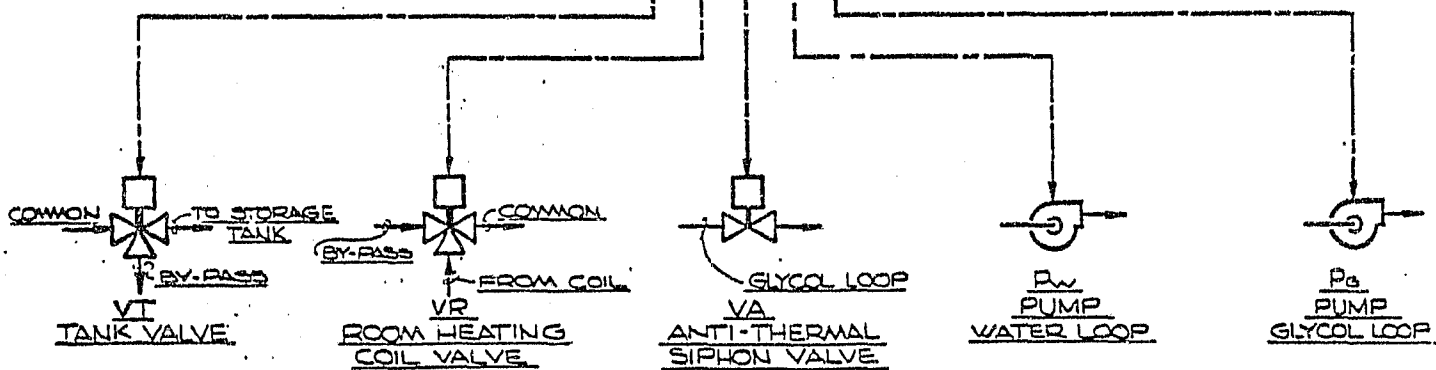 COMMON
TO STORAGE
TANK
BY-PASS
VT
TANK VALVE
BY-PASS
COMMON
FROM COIL
VR
ROOM HEATING
COIL VALVE
GLYCOL LOOP
VA
ANTI-THERMAL
SIPHON VALVE
PW
PUMP
WATER LOOP
PG
PUMP
GLYCOL LOOP